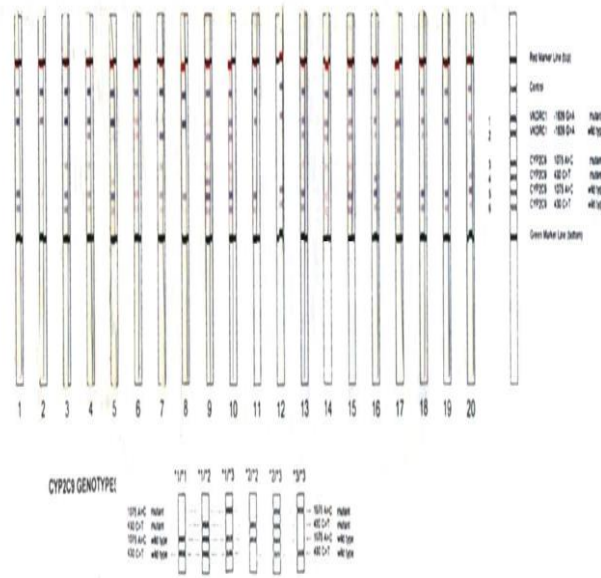 Red Marker Line (top)
Control
VKORC1 -1639 G>A mutant
VKORC1 -1639 G>A wild type
CYP2C9 1075 A>C mutant
CYP2C9 430 C>T mutant
CYP2C9 1075 A>C wild type
CYP2C9 430 C>T wild type
Green Marker Line (bottom)
1 2 3 4 5 6 7 8 9 10 11 12 13 14 15 16 17 18 19 20
CYP2C9 GENOTYPES
*1/*1 *1/*2 *1/*3 *2/*2 *2/*3 *3/*3
1075 A>C mutant
430 C>T mutant
1075 A>C wild type
430 C>T wild type
1075 A>C mutant
430 C>T mutant
1075 A>C wild type
430 C>T wild type